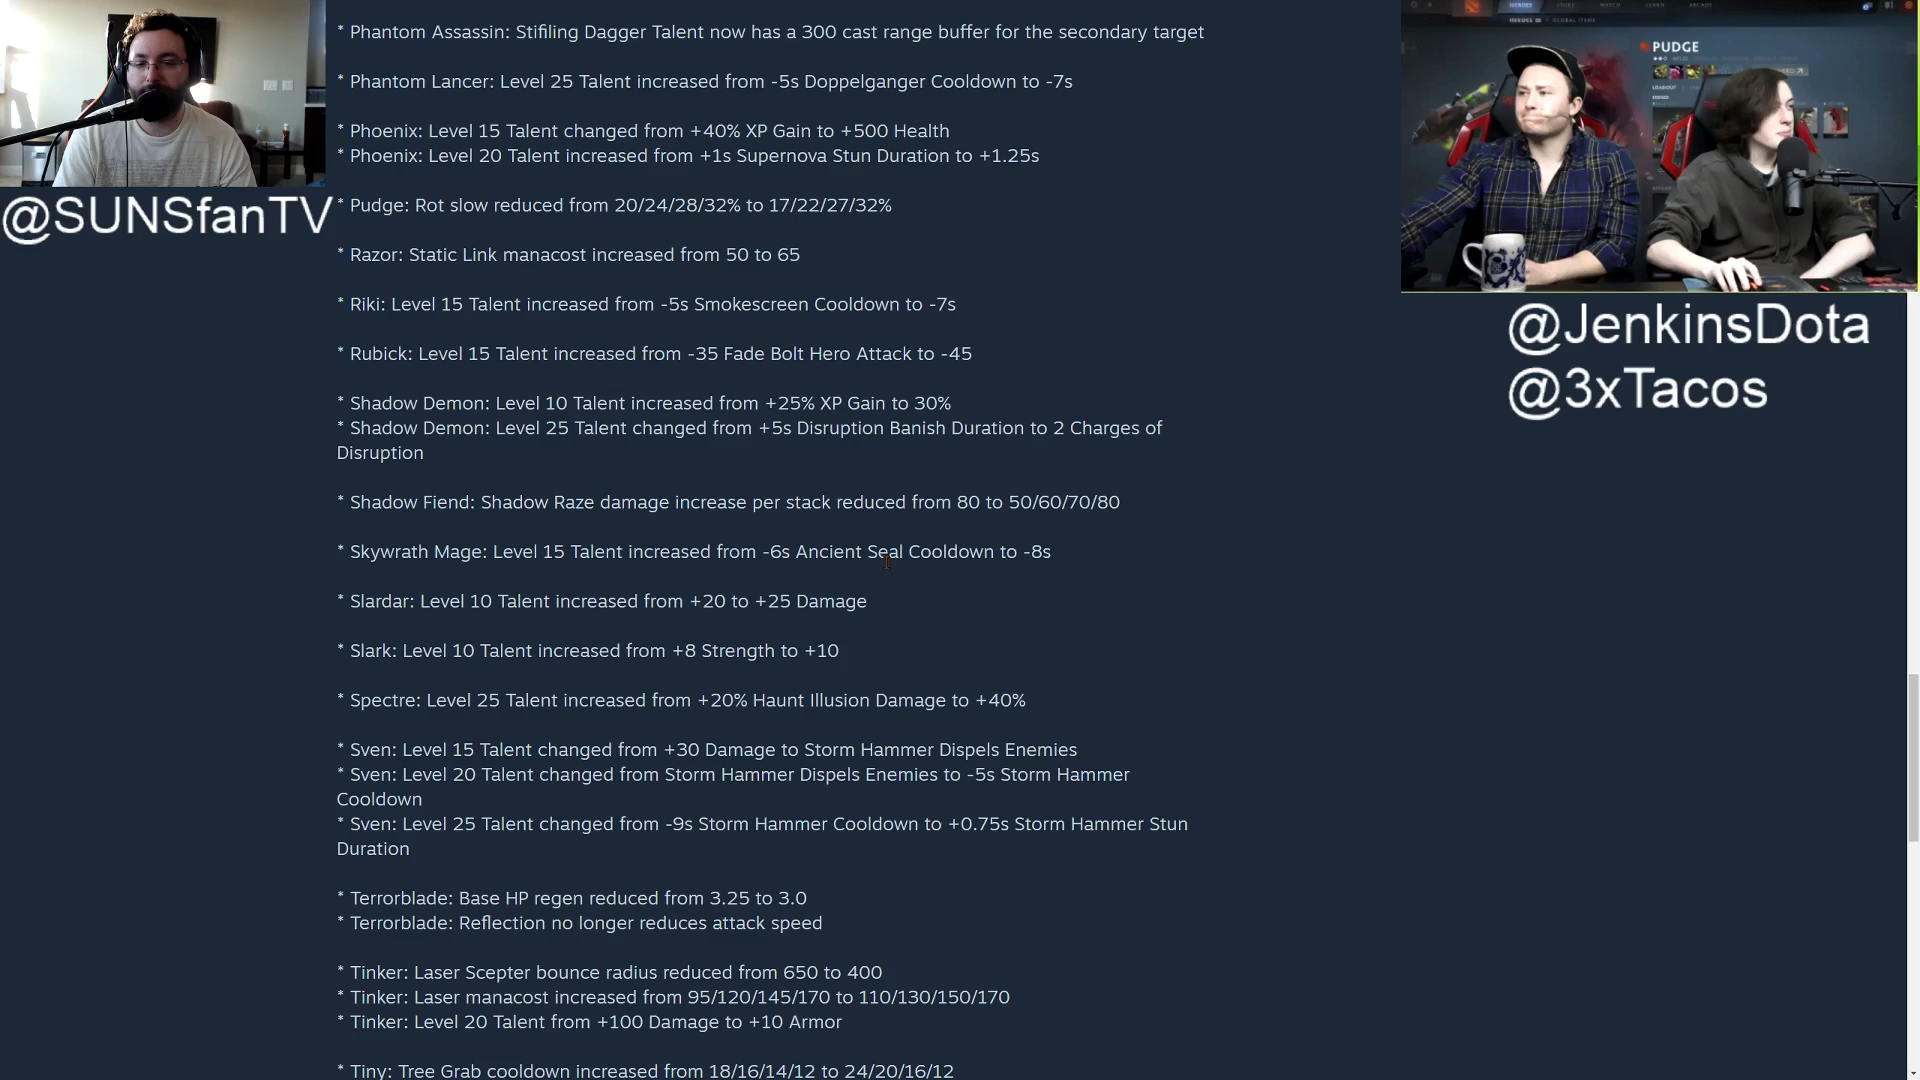 * Phantom Assassin: Stifiling Dagger Talent now has a 300 cast range buffer for the secondary target
* Phantom Lancer: Level 25 Talent increased from -5s Doppelganger Cooldown to -7s
* Phoenix: Level 15 Talent changed from +40% XP Gain to +500 Health
* Phoenix: Level 20 Talent increased from +1s Supernova Stun Duration to +1.25s
* Pudge: Rot slow reduced from 20/24/28/32% to 17/22/27/32%
* Razor: Static Link manacost increased from 50 to 65
* Riki: Level 15 Talent increased from -5s Smokescreen Cooldown to -7s
* Rubick: Level 15 Talent increased from -35 Fade Bolt Hero Attack to -45
* Shadow Demon: Level 10 Talent increased from +25% XP Gain to 30%
* Shadow Demon: Level 25 Talent changed from +5s Disruption Banish Duration to 2 Charges of
Disruption
* Shadow Fiend: Shadow Raze damage increase per stack reduced from 80 to 50/60/70/80
* Skywrath Mage: Level 15 Talent increased from -6s Ancient Seal Cooldown to -8s
* Slardar: Level 10 Talent increased from +20 to +25 Damage
* Slark: Level 10 Talent increased from +8 Strength to +10
* Spectre: Level 25 Talent increased from +20% Haunt Illusion Damage to +40%
* Sven: Level 15 Talent changed from +30 Damage to Storm Hammer Dispels Enemies
* Sven: Level 20 Talent changed from Storm Hammer Dispels Enemies to -5s Storm Hammer
Cooldown
* Sven: Level 25 Talent changed from -9s Storm Hammer Cooldown to +0.75s Storm Hammer Stun
Duration
* Terrorblade: Base HP regen reduced from 3.25 to 3.0
* Terrorblade: Reflection no longer reduces attack speed
* Tinker: Laser Scepter bounce radius reduced from 650 to 400
* Tinker: Laser manacost increased from 95/120/145/170 to 110/130/150/170
* Tinker: Level 20 Talent from +100 Damage to +10 Armor
* Tiny: Tree Grab cooldown increased from 18/16/14/12 to 24/20/16/12
@SUNSfanTV
HEROES STORE WATCH LEARN ARCADE
HEROES GLOBAL ITEMS
PUDGE
LOADOUT
@JenkinsDota
@3xTacos